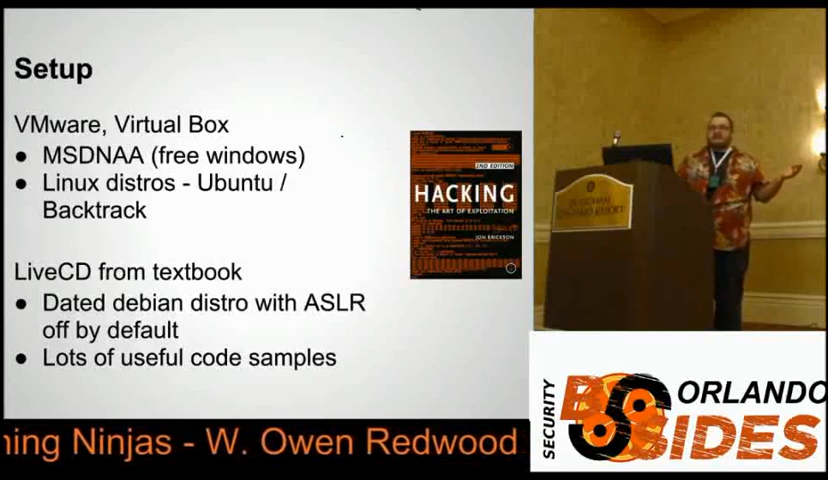 Setup
VMware, Virtual Box
● MSDNAA (free windows)
● Linux distros - Ubuntu /
Backtrack
LiveCD from textbook
● Dated debian distro with ASLR
off by default
● Lots of useful code samples
2ND EDITION
HACKING
THE ART OF EXPLOITATION
JON ERICKSON
RESORT
SECURITY
BSIDES
ORLANDO
ning Ninjas - W. Owen Redwood